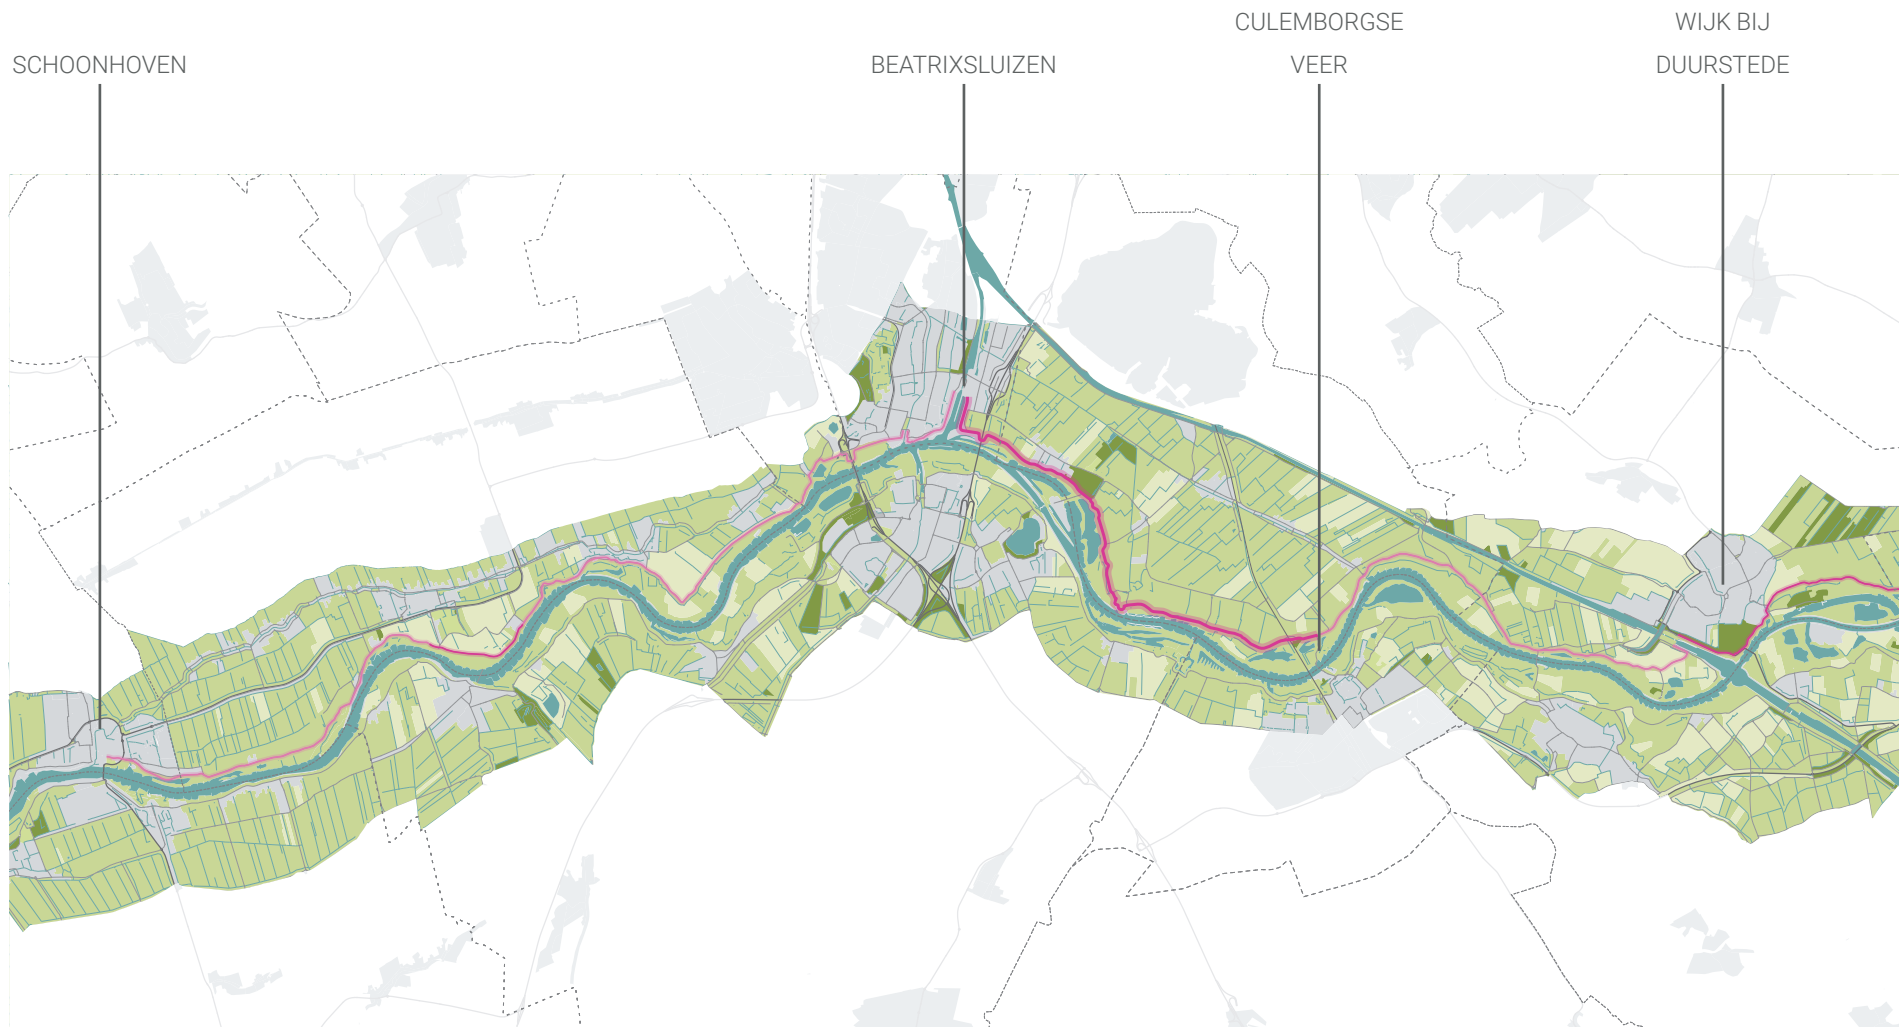 SCHOONHOVEN
BEATRIXSLUIZEN
CULEMBORGSE
VEER
WIJK BIJ
DUURSTEDE